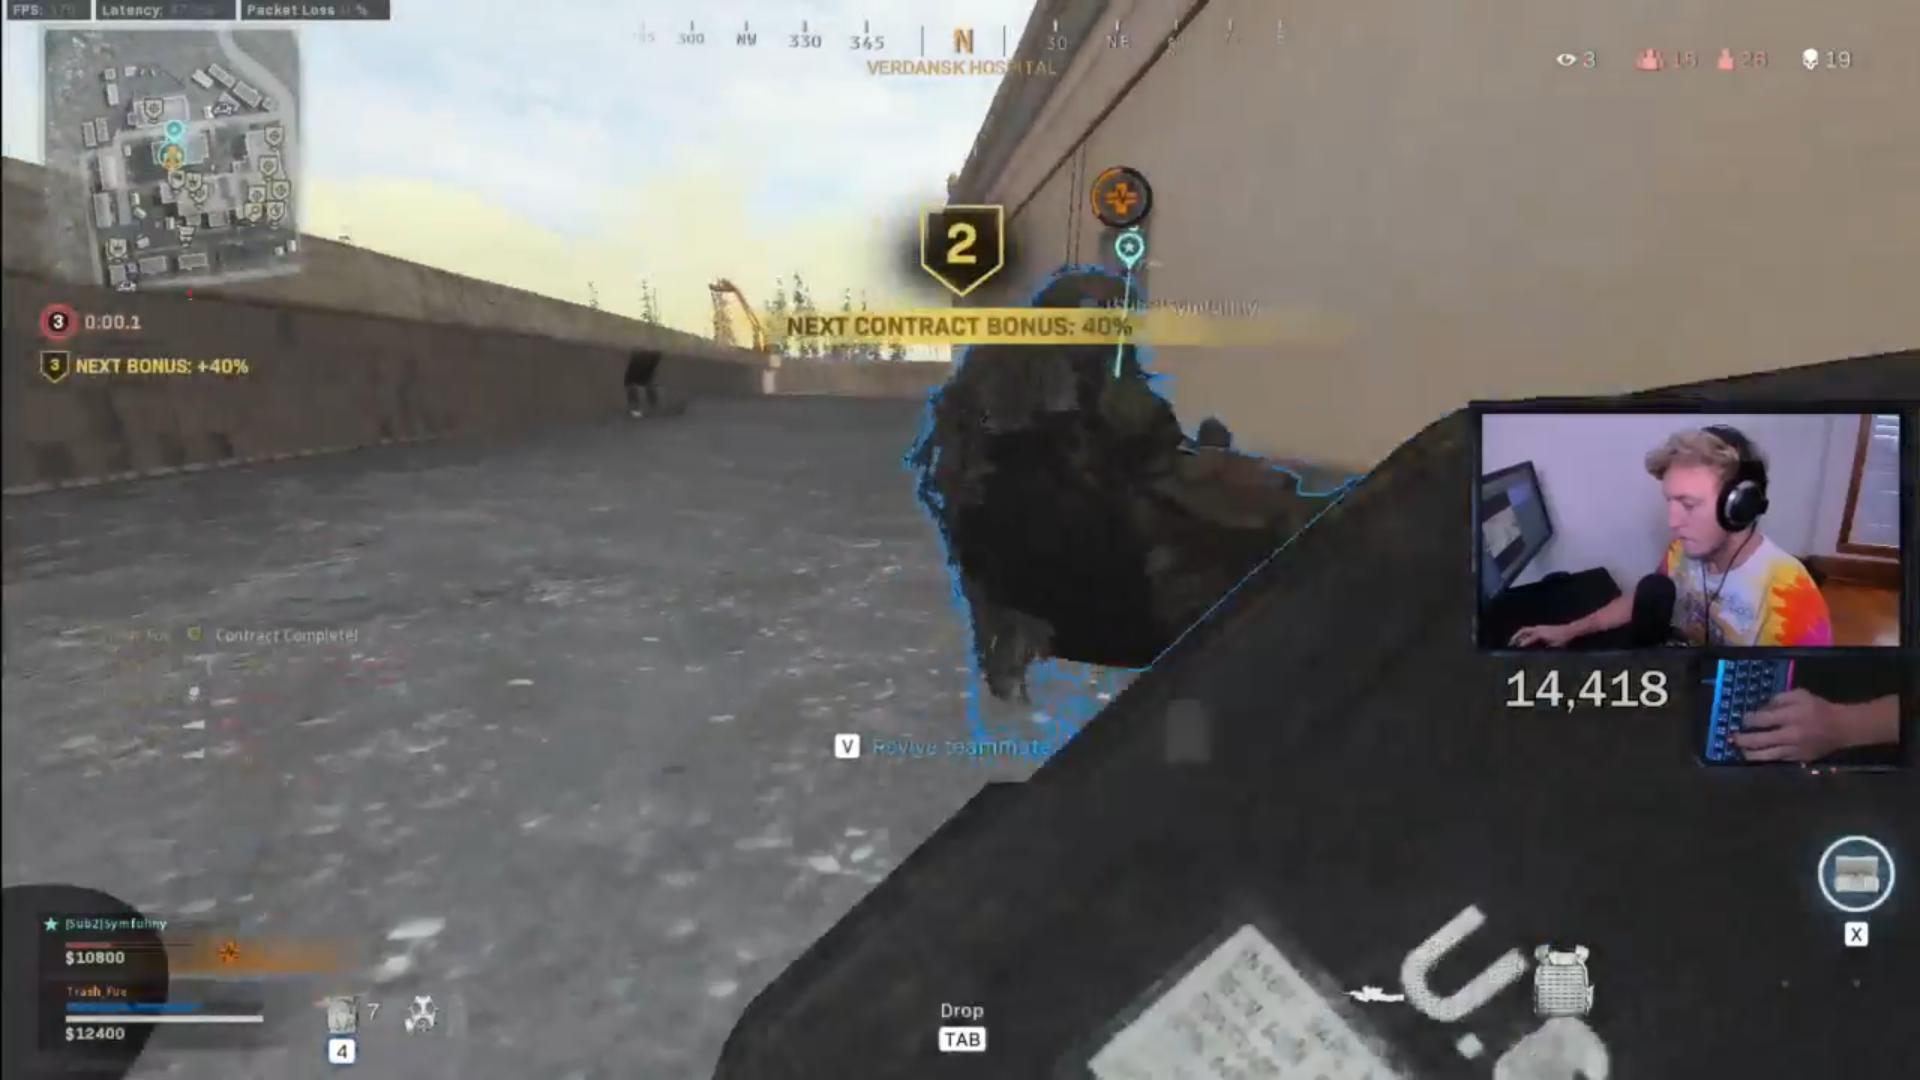 FPS:
Latency:
Packet Loss
%
300 NW 330 345 N 30 NE
VERDANSK HOSPITAL
3 15 28 19
2
NEXT CONTRACT BONUS: 40%
3 0:00.1
3 NEXT BONUS: +40%
Contract Complete!
14,418
V Revive teammate
[Sub2]Symfuhny
$10800
Trash_Fue
$12400
7
4
Drop
TAB
X